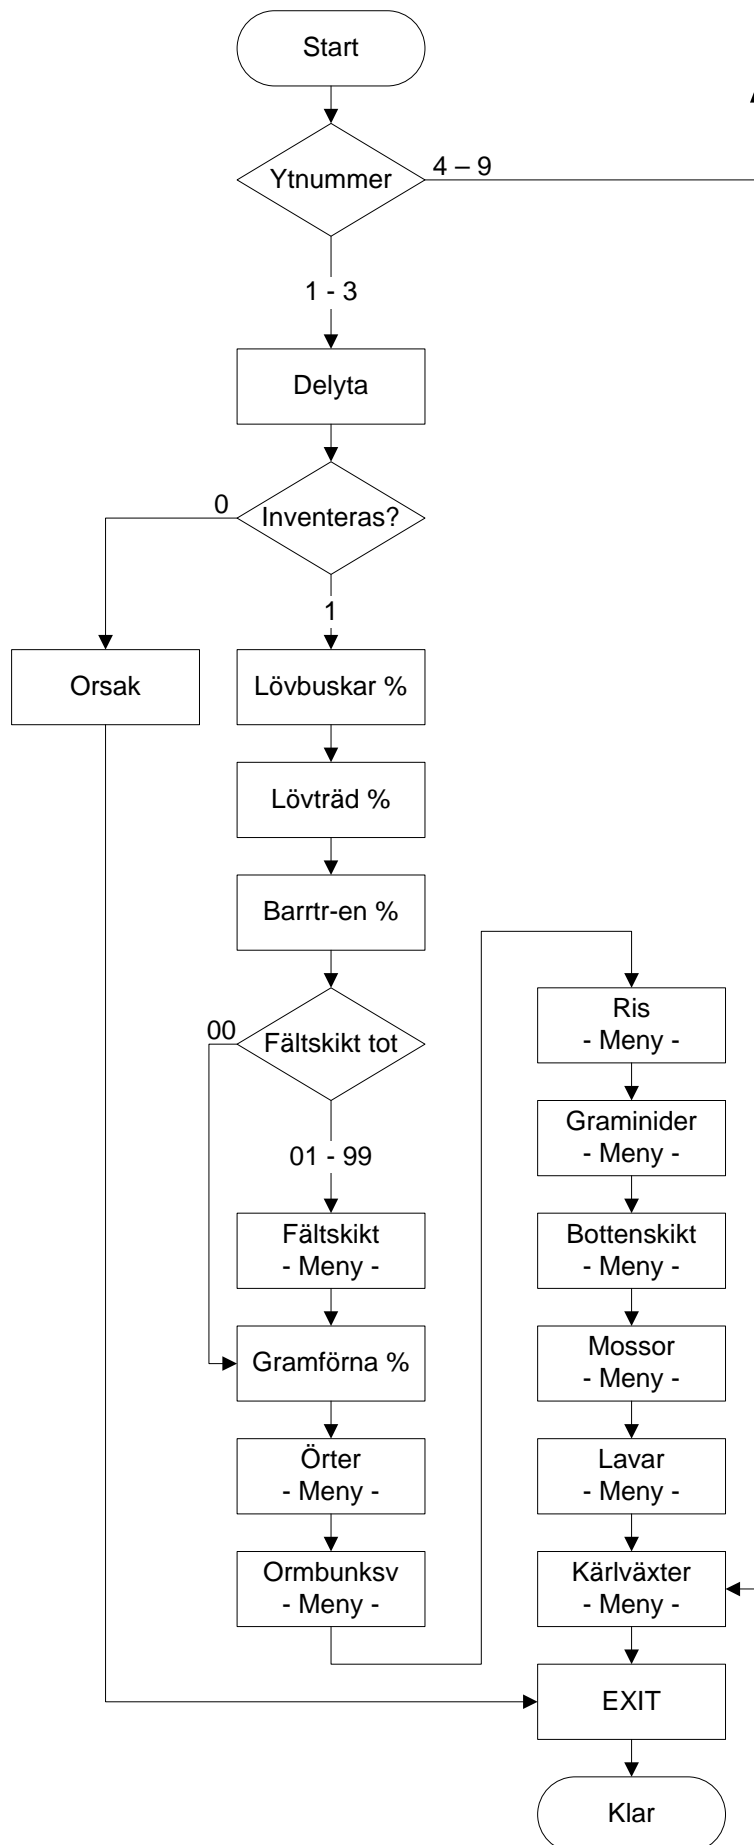 Start
Ytnummer
4 – 9
1 - 3
Delyta
Inventeras?
0
1
Orsak
Lövbuskar %
Lövträd %
Barrtr-en %
Fältskikt tot
00
01 - 99
Fältskikt
- Meny -
Gramförna %
Örter
- Meny -
Ormbunksv
- Meny -
Ris
- Meny -
Graminider
- Meny -
Bottenskikt
- Meny -
Mossor
- Meny -
Lavar
- Meny -
Kärlväxter
- Meny -
EXIT
Klar